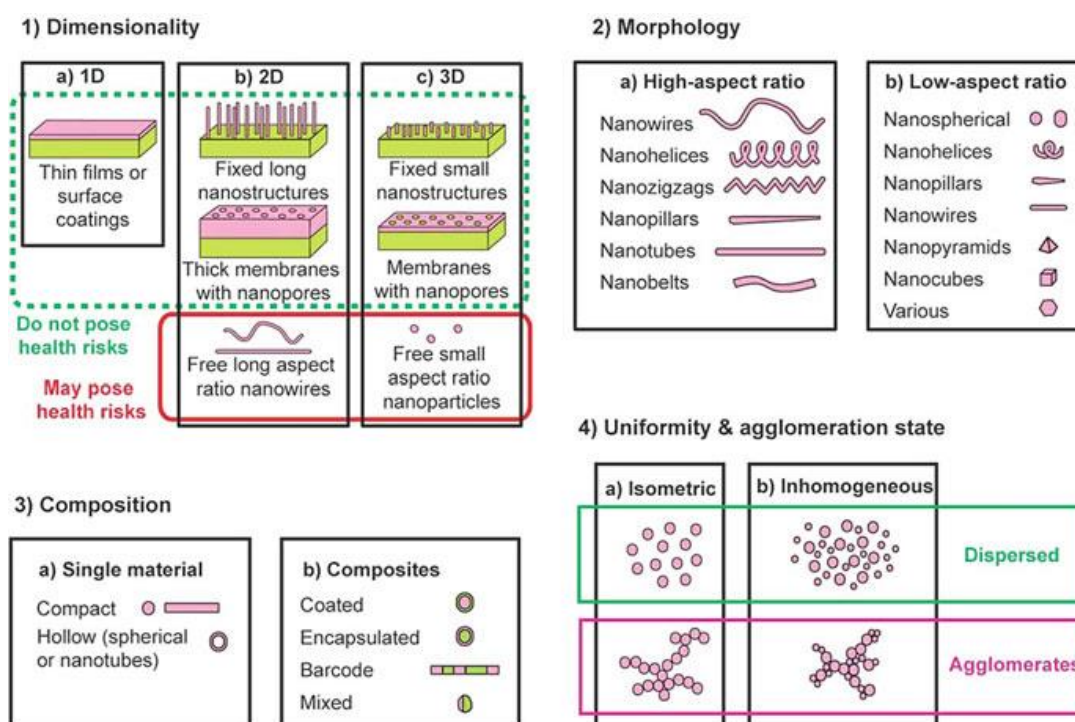 1) Dimensionality
a) 1D
Thin films or
surface
coatings
b) 2D
Fixed long
nanostructures
Thick membranes
with nanopores
Free long aspect
ratio nanowires
c) 3D
Fixed small
nanostructures
Membranes
with nanopores
Free small
aspect ratio
nanoparticles
Do not pose
health risks
May pose
health risks
2) Morphology
a) High-aspect ratio
Nanowires
Nanohelices
Nanozigzags
Nanopillars
Nanotubes
Nanobelts
b) Low-aspect ratio
Nanospherical
Nanohelices
Nanopillars
Nanowires
Nanopyramids
Nanocubes
Various
3) Composition
a) Single material
Compact
Hollow (spherical
or nanotubes)
b) Composites
Coated
Encapsulated
Barcode
Mixed
4) Uniformity & agglomeration state
a) Isometric
b) Inhomogeneous
Dispersed
Agglomerates